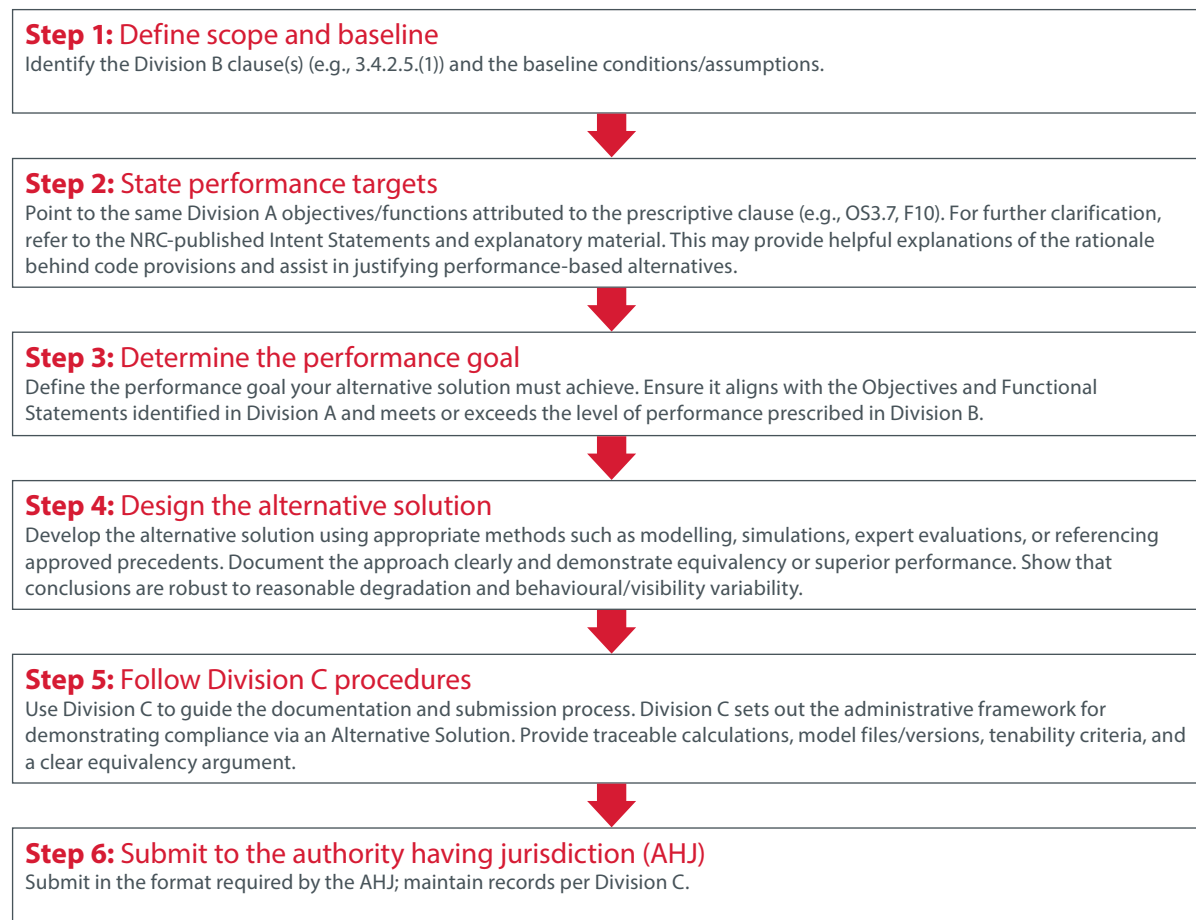 Step 1: Define scope and baseline
Identify the Division B clause(s) (e.g., 3.4.2.5.(1)) and the baseline conditions/assumptions.
Step 2: State performance targets
Point to the same Division A objectives/functions attributed to the prescriptive clause (e.g., OS3.7, F10). For further clarification,
refer to the NRC-published Intent Statements and explanatory material. This may provide helpful explanations of the rationale
behind code provisions and assist in justifying performance-based alternatives.
Step 3: Determine the performance goal
Define the performance goal your alternative solution must achieve. Ensure it aligns with the Objectives and Functional
Statements identified in Division A and meets or exceeds the level of performance prescribed in Division B.
Step 4: Design the alternative solution
Develop the alternative solution using appropriate methods such as modelling, simulations, expert evaluations, or referencing
approved precedents. Document the approach clearly and demonstrate equivalency or superior performance. Show that
conclusions are robust to reasonable degradation and behavioural/visibility variability.
Step 5: Follow Division C procedures
Use Division C to guide the documentation and submission process. Division C sets out the administrative framework for
demonstrating compliance via an Alternative Solution. Provide traceable calculations, model files/versions, tenability criteria, and
a clear equivalency argument.
Step 6: Submit to the authority having jurisdiction (AHJ)
Submit in the format required by the AHJ; maintain records per Division C.